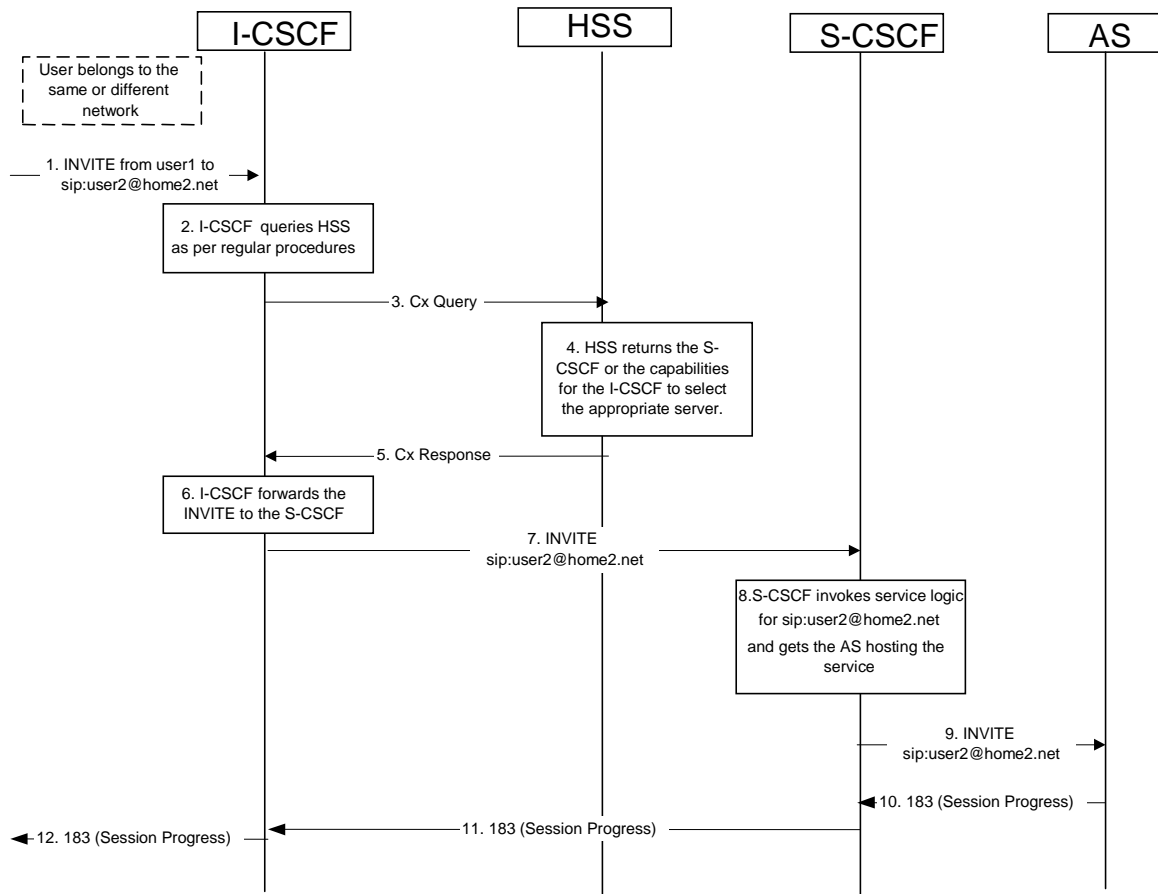 I-CSCF
HSS
S-CSCF
AS
User belongs to the
same or different
network
1. INVITE from user1 to
sip:user2@home2.net
2. I-CSCF queries HSS
as per regular procedures
3. Cx Query
4. HSS returns the S-
CSCF or the capabilities
for the I-CSCF to select
the appropriate server.
5. Cx Response
6. I-CSCF forwards the
INVITE to the S-CSCF
7. INVITE
sip:user2@home2.net
8.S-CSCF invokes service logic
for sip:user2@home2.net
and gets the AS hosting the
service
9. INVITE
sip:user2@home2.net
10. 183 (Session Progress)
11. 183 (Session Progress)
12. 183 (Session Progress)